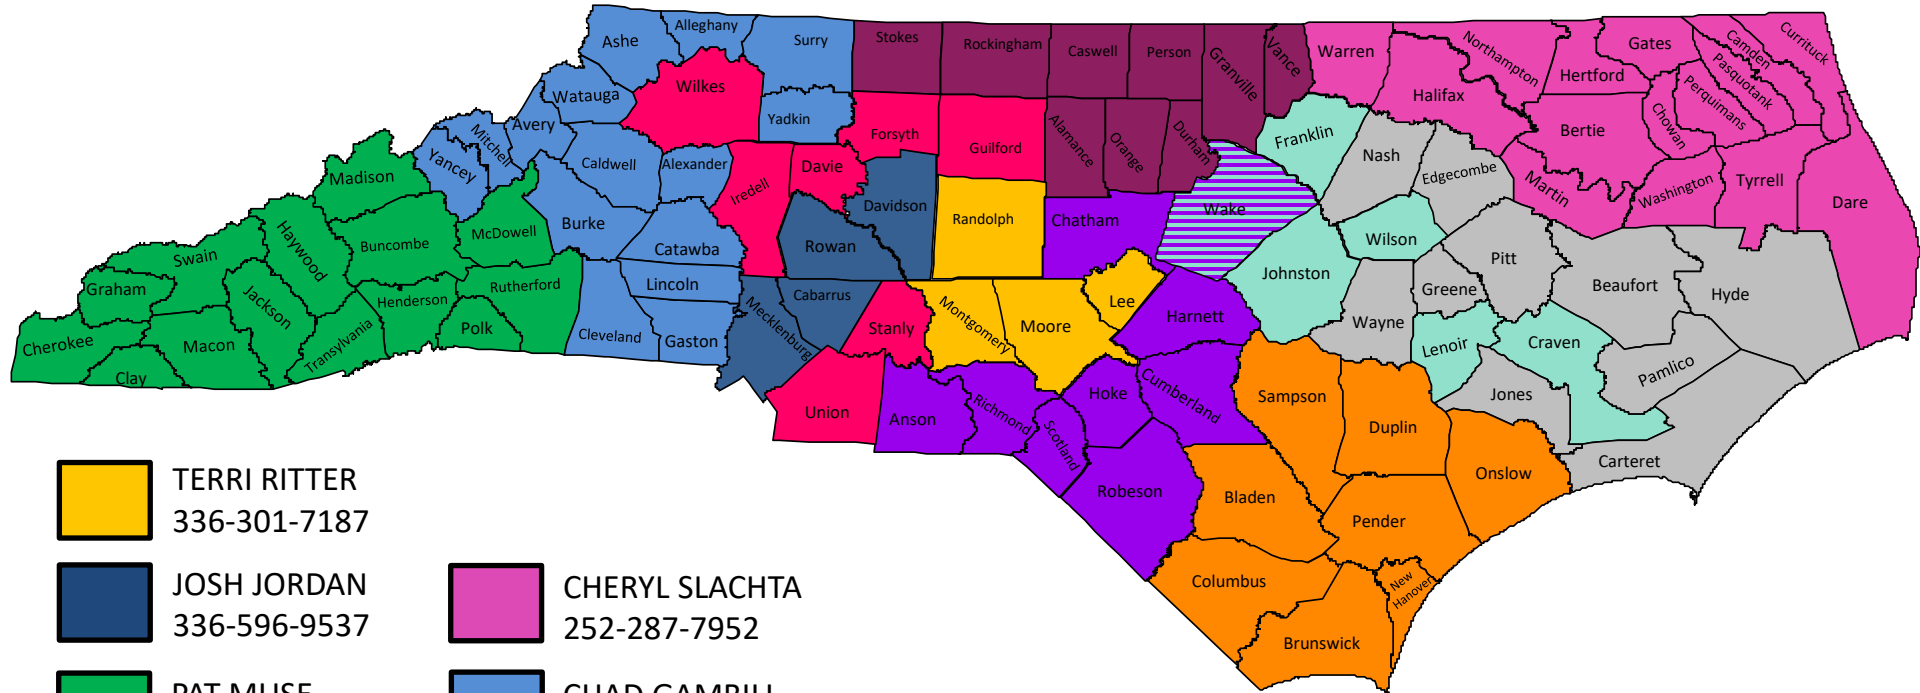 Ashe
Alleghany
Surry
Stokes
Rockingham
Caswell
Person
Granville
Vance
Warren
Northampton
Gates
Camden
Currituck
Hertford
Pasquotank
Perquimans
Chowan
Halifax
Bertie
Wilkes
Watauga
Yadkin
Forsyth
Guilford
Alamance
Orange
Durham
Franklin
Nash
Edgecombe
Martin
Washington
Tyrrell
Dare
Avery
Mitchell
Yancey
Caldwell
Alexander
Iredell
Davie
Davidson
Randolph
Chatham
Wake
Wilson
Madison
Burke
Catawba
Rowan
Johnston
Pitt
Greene
Beaufort
Hyde
Haywood
Buncombe
McDowell
Swain
Graham
Jackson
Henderson
Rutherford
Lincoln
Mecklenburg
Cabarrus
Stanly
Montgomery
Moore
Lee
Harnett
Wayne
Lenoir
Craven
Pamlico
Cherokee
Macon
Transylvania
Polk
Cleveland
Gaston
Clay
Union
Anson
Richmond
Scotland
Hoke
Cumberland
Sampson
Duplin
Jones
Onslow
Carteret
Robeson
Bladen
Pender
Columbus
New
Hanover
Brunswick
TERRI RITTER
336-301-7187
JOSH JORDAN
336-596-9537
CHERYL SLACHTA
252-287-7952
PAT MUSE
CHAD GAMBILL